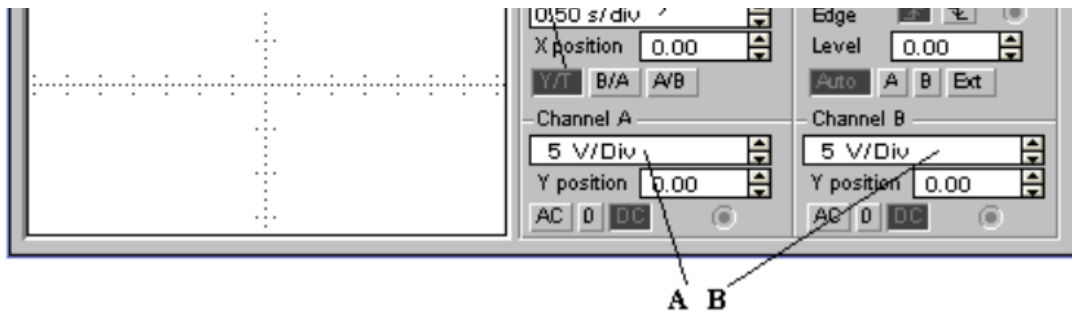 0.50 s/div
Edge
X position 0.00
Level 0.00
Y/T B/A A/B
Auto A B Ext
Channel A
Channel B
5 V/Div
5 V/Div
Y position 0.00
Y position 0.00
AC 0 DC
AC 0 DC
A B